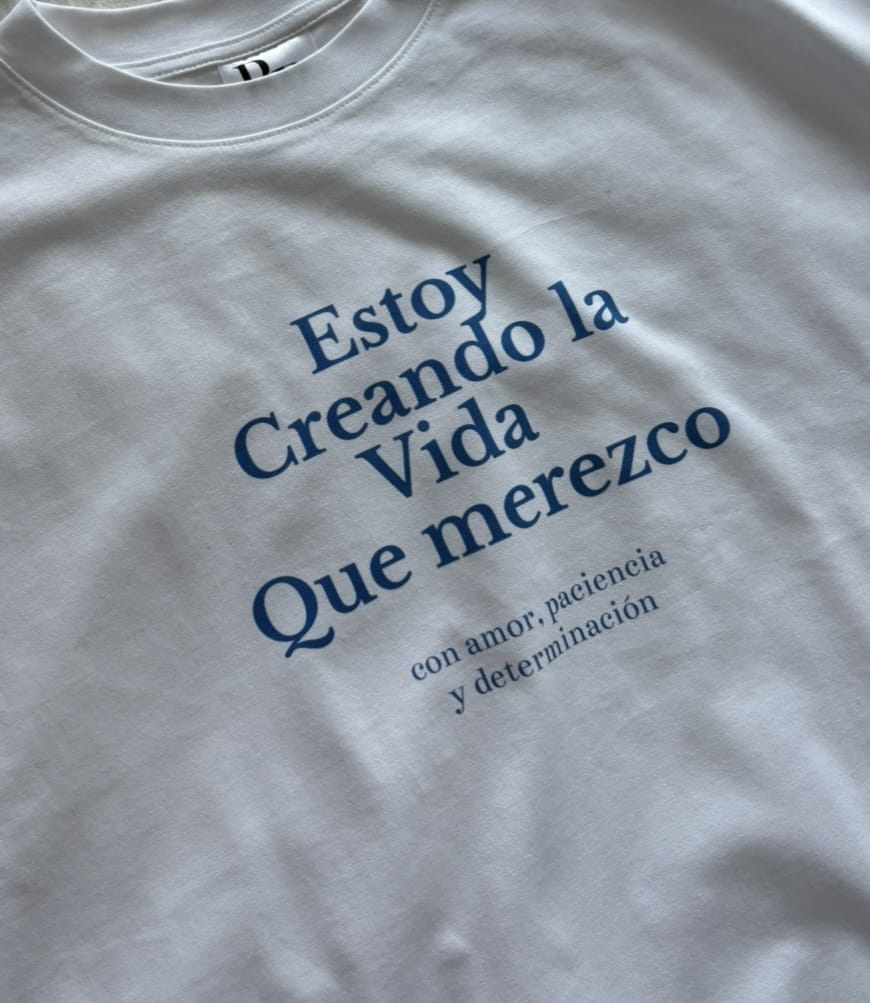 Estoy
Creando la
Vida
Que merezco
con amor, paciencia
y determinación